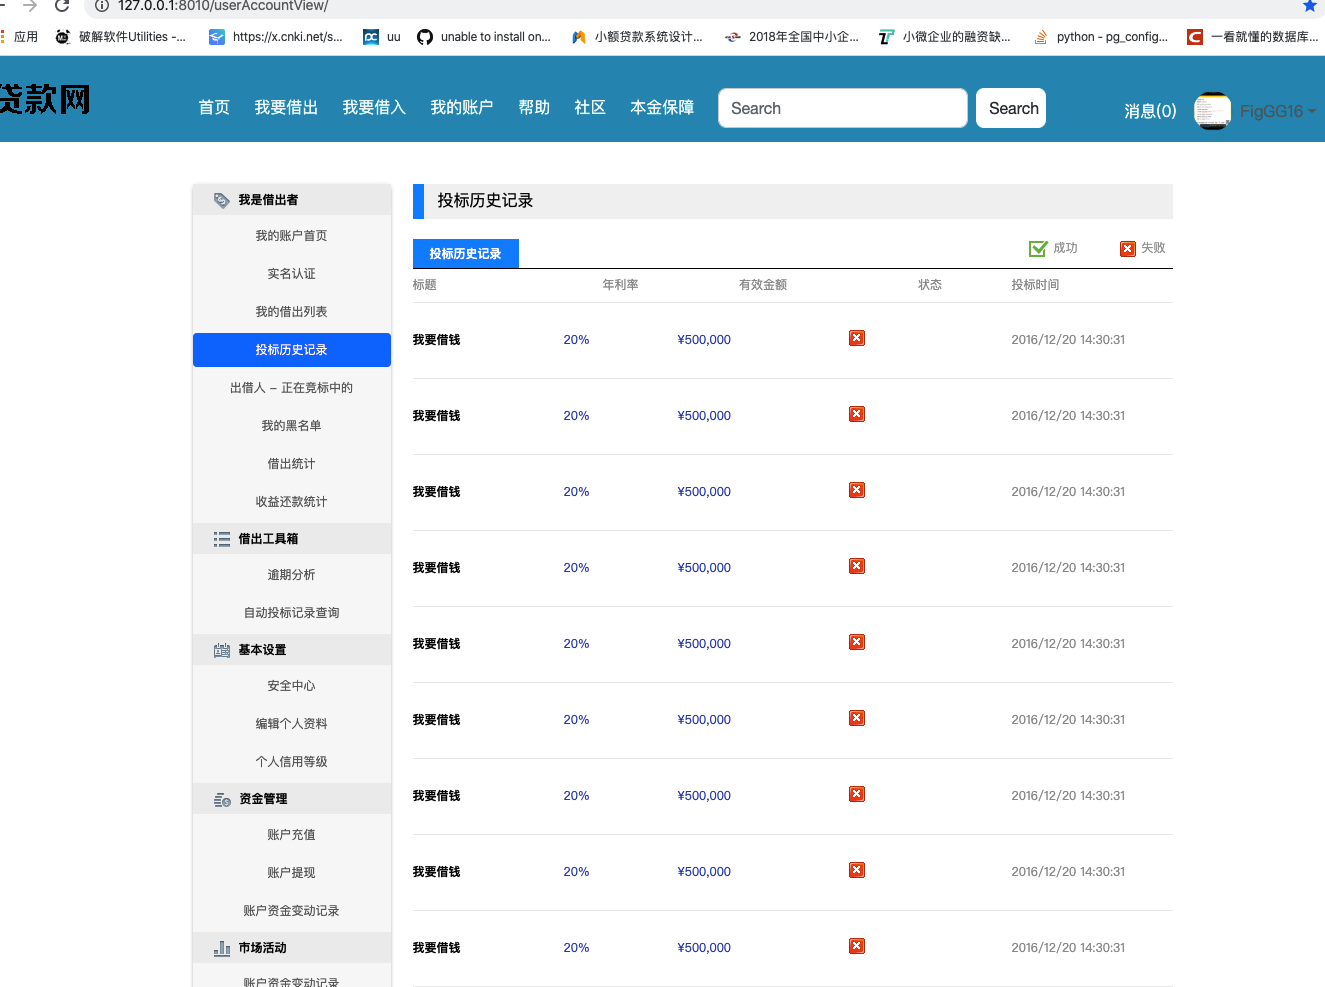 127.0.0.1:8010/userAccountView/
应用 破解软件Utilities -... https://x.cnki.net/s... uu unable to install on... 小额贷款系统设计... 2018年全国中小企... 小微企业的融资缺... python - pg_config... 一看就懂的数据库...
贷款网
首页 我要借出 我要借入 我的账户 帮助 社区 本金保障 Search Search 消息(0) FigGG16
我是借出者
我的账户首页
实名认证
我的借出列表
投标历史记录
出借人 – 正在竞标中的
我的黑名单
借出统计
收益还款统计
借出工具箱
逾期分析
自动投标记录查询
基本设置
安全中心
编辑个人资料
个人信用等级
资金管理
账户充值
账户提现
账户资金变动记录
市场活动
账户资金变动记录
投标历史记录
投标历史记录 成功 失败
标题 年利率 有效金额 状态 投标时间
我要借钱 20% ¥500,000 2016/12/20 14:30:31
我要借钱 20% ¥500,000 2016/12/20 14:30:31
我要借钱 20% ¥500,000 2016/12/20 14:30:31
我要借钱 20% ¥500,000 2016/12/20 14:30:31
我要借钱 20% ¥500,000 2016/12/20 14:30:31
我要借钱 20% ¥500,000 2016/12/20 14:30:31
我要借钱 20% ¥500,000 2016/12/20 14:30:31
我要借钱 20% ¥500,000 2016/12/20 14:30:31
我要借钱 20% ¥500,000 2016/12/20 14:30:31